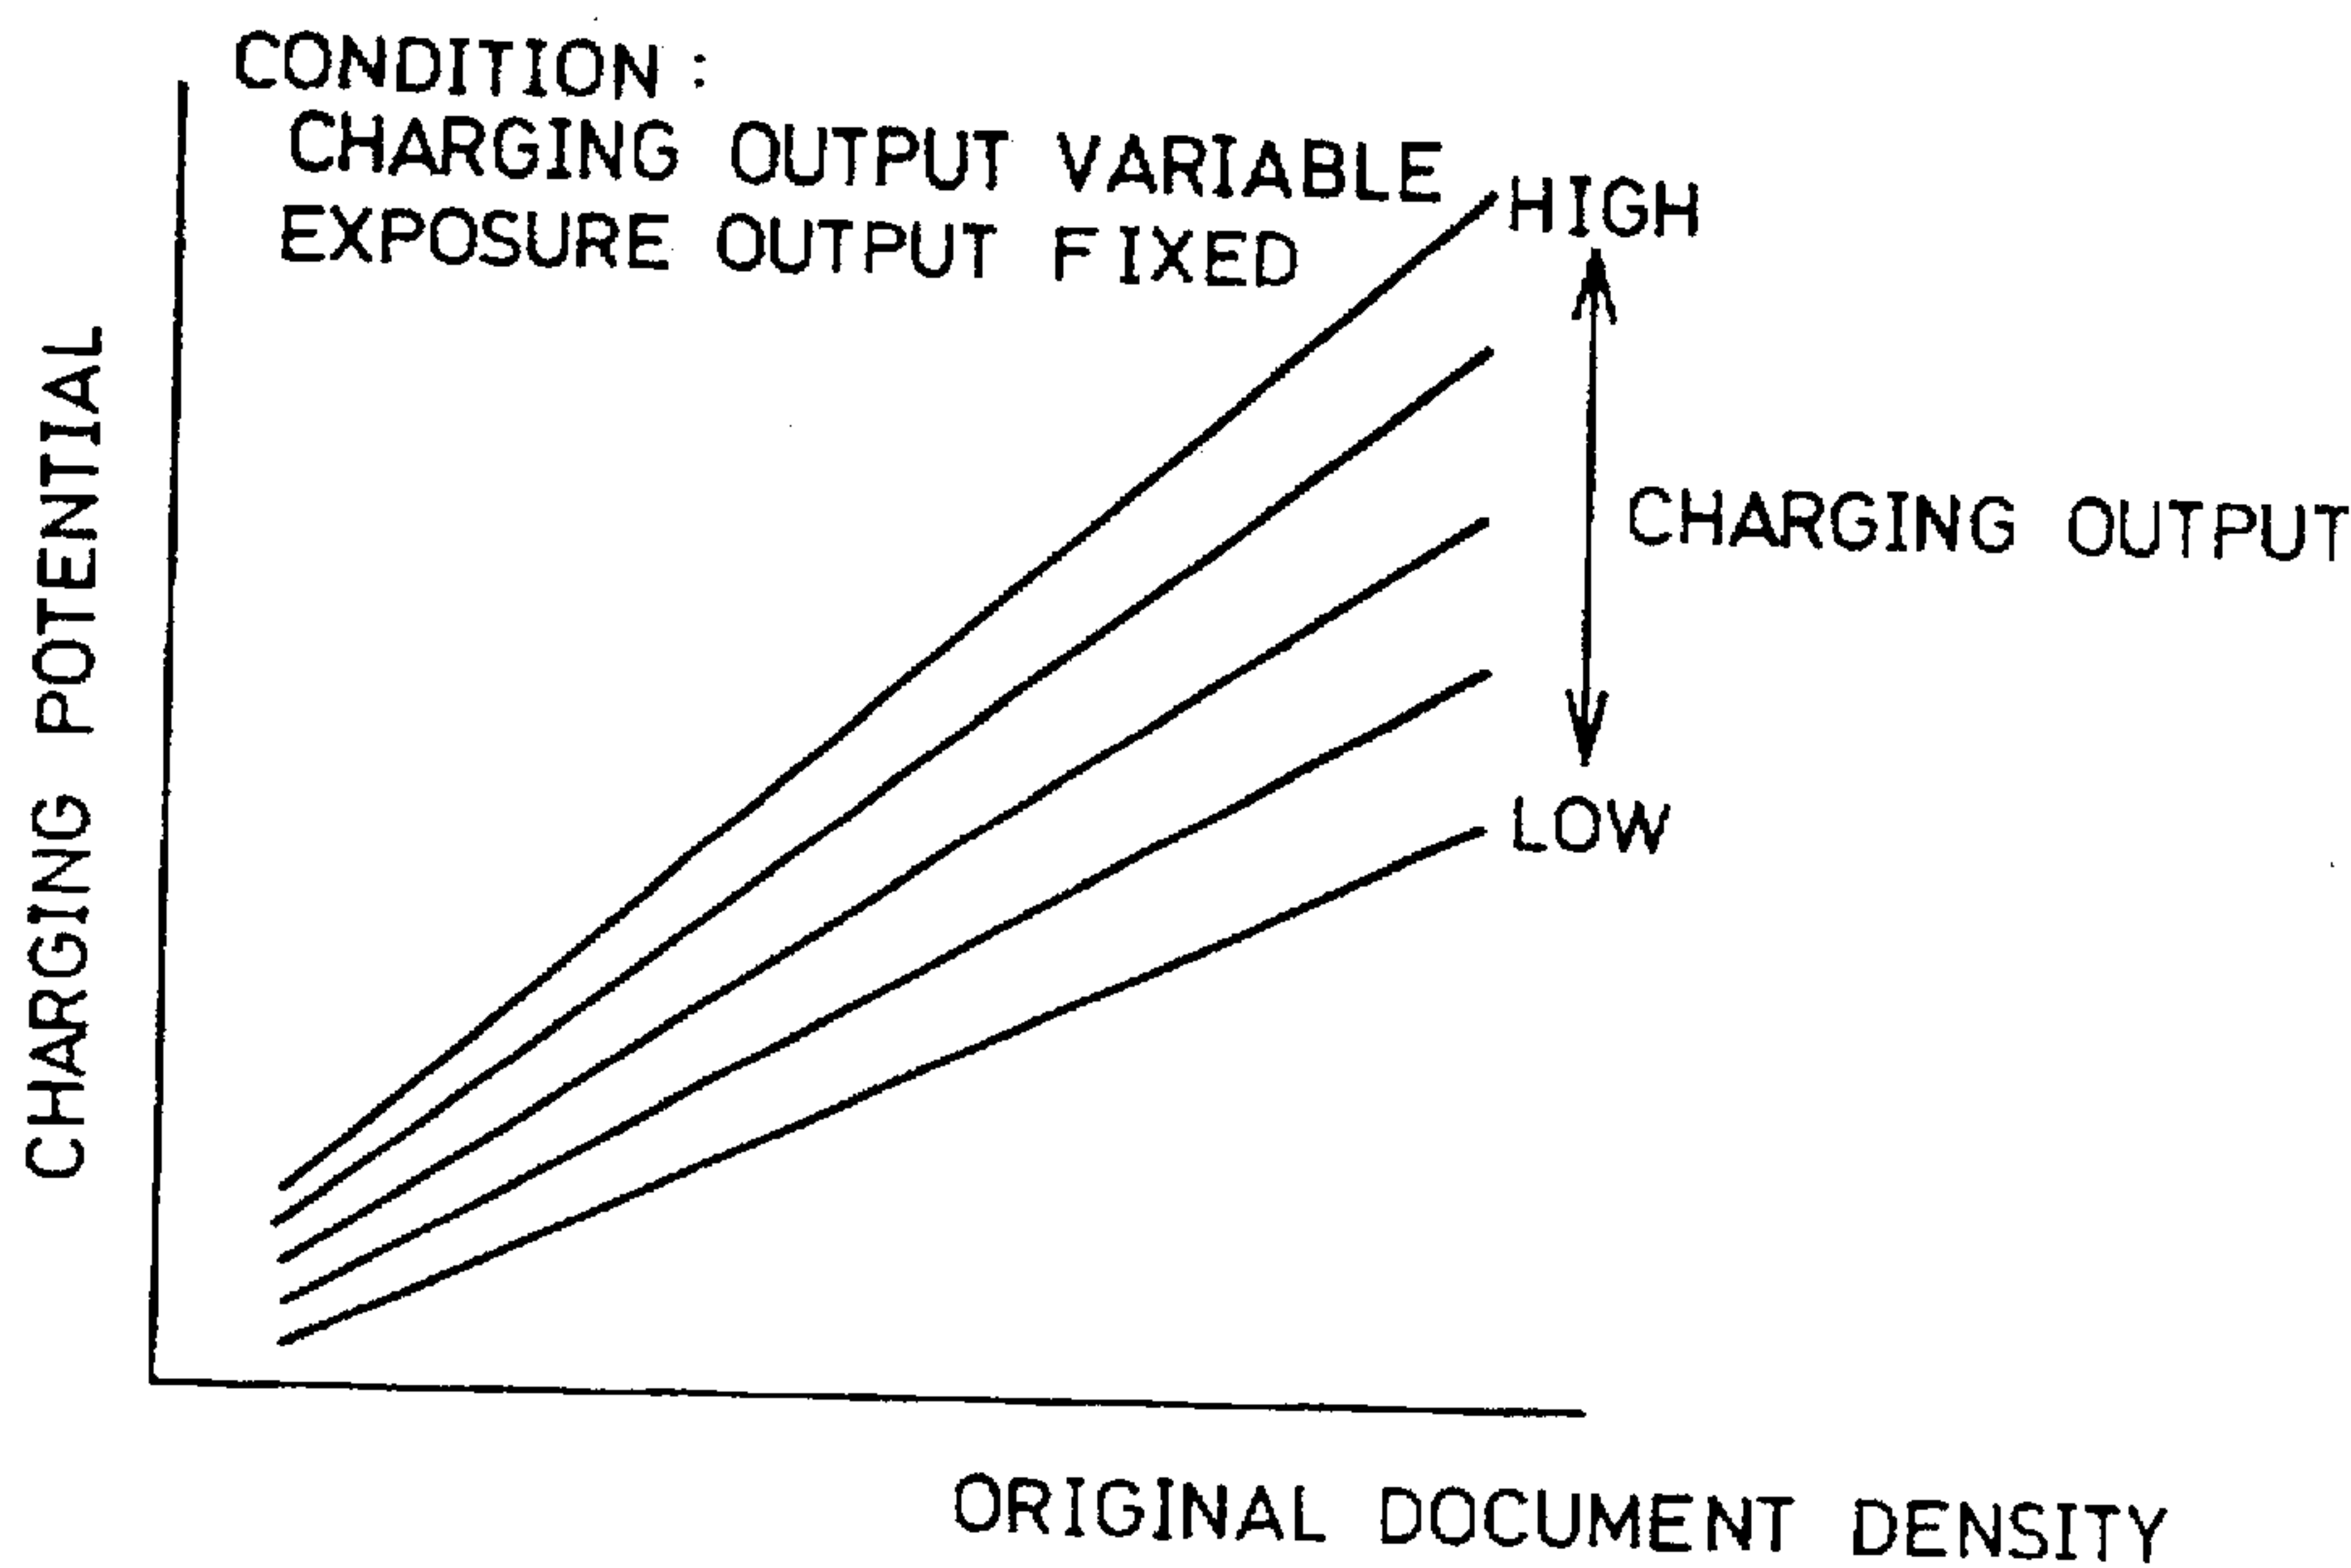 CONDITION:
CHARGING OUTPUT VARIABLE
EXPOSURE OUTPUT FIXED
HIGH
CHARGING OUTPUT
LOW
CHARGING POTENTIAL
ORIGINAL DOCUMENT DENSITY